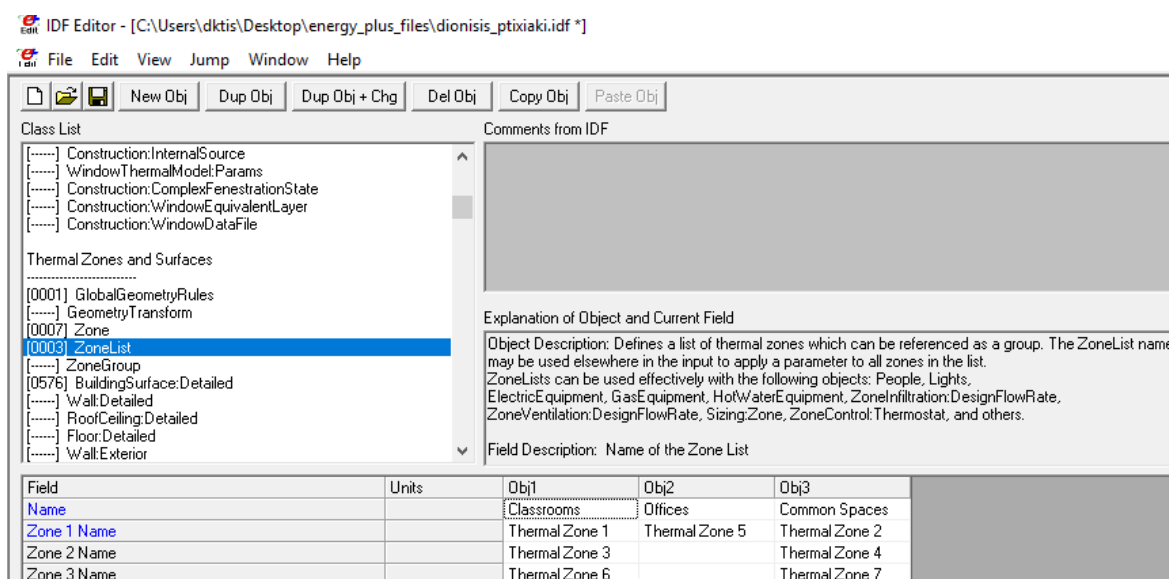 IDF Editor - [C:\Users\dktis\Desktop\energy_plus_files\dionisis_ptixiaki.idf *]
File Edit View Jump Window Help
New Obj Dup Obj Dup Obj + Chg Del Obj Copy Obj Paste Obj
Class List
[------] Construction:InternalSource
[------] WindowThermalModel:Params
[------] Construction:ComplexFenestrationState
[------] Construction:WindowEquivalentLayer
[------] Construction:WindowDataFile
Thermal Zones and Surfaces
--------------------------
[0001] GlobalGeometryRules
[------] GeometryTransform
[0007] Zone
[0003] ZoneList
[------] ZoneGroup
[0576] BuildingSurface:Detailed
[------] Wall:Detailed
[------] RoofCeiling:Detailed
[------] Floor:Detailed
[------] Wall:Exterior
Comments from IDF
Explanation of Object and Current Field
Object Description: Defines a list of thermal zones which can be referenced as a group. The ZoneList name
may be used elsewhere in the input to apply a parameter to all zones in the list.
ZoneLists can be used effectively with the following objects: People, Lights,
ElectricEquipment, GasEquipment, HotWaterEquipment, ZoneInfiltration:DesignFlowRate,
ZoneVentilation:DesignFlowRate, Sizing:Zone, ZoneControl:Thermostat, and others.
Field Description: Name of the Zone List
Field Units Obj1 Obj2 Obj3
Name Classrooms Offices Common Spaces
Zone 1 Name Thermal Zone 1 Thermal Zone 5 Thermal Zone 2
Zone 2 Name Thermal Zone 3 Thermal Zone 4
Zone 3 Name Thermal Zone 6 Thermal Zone 7